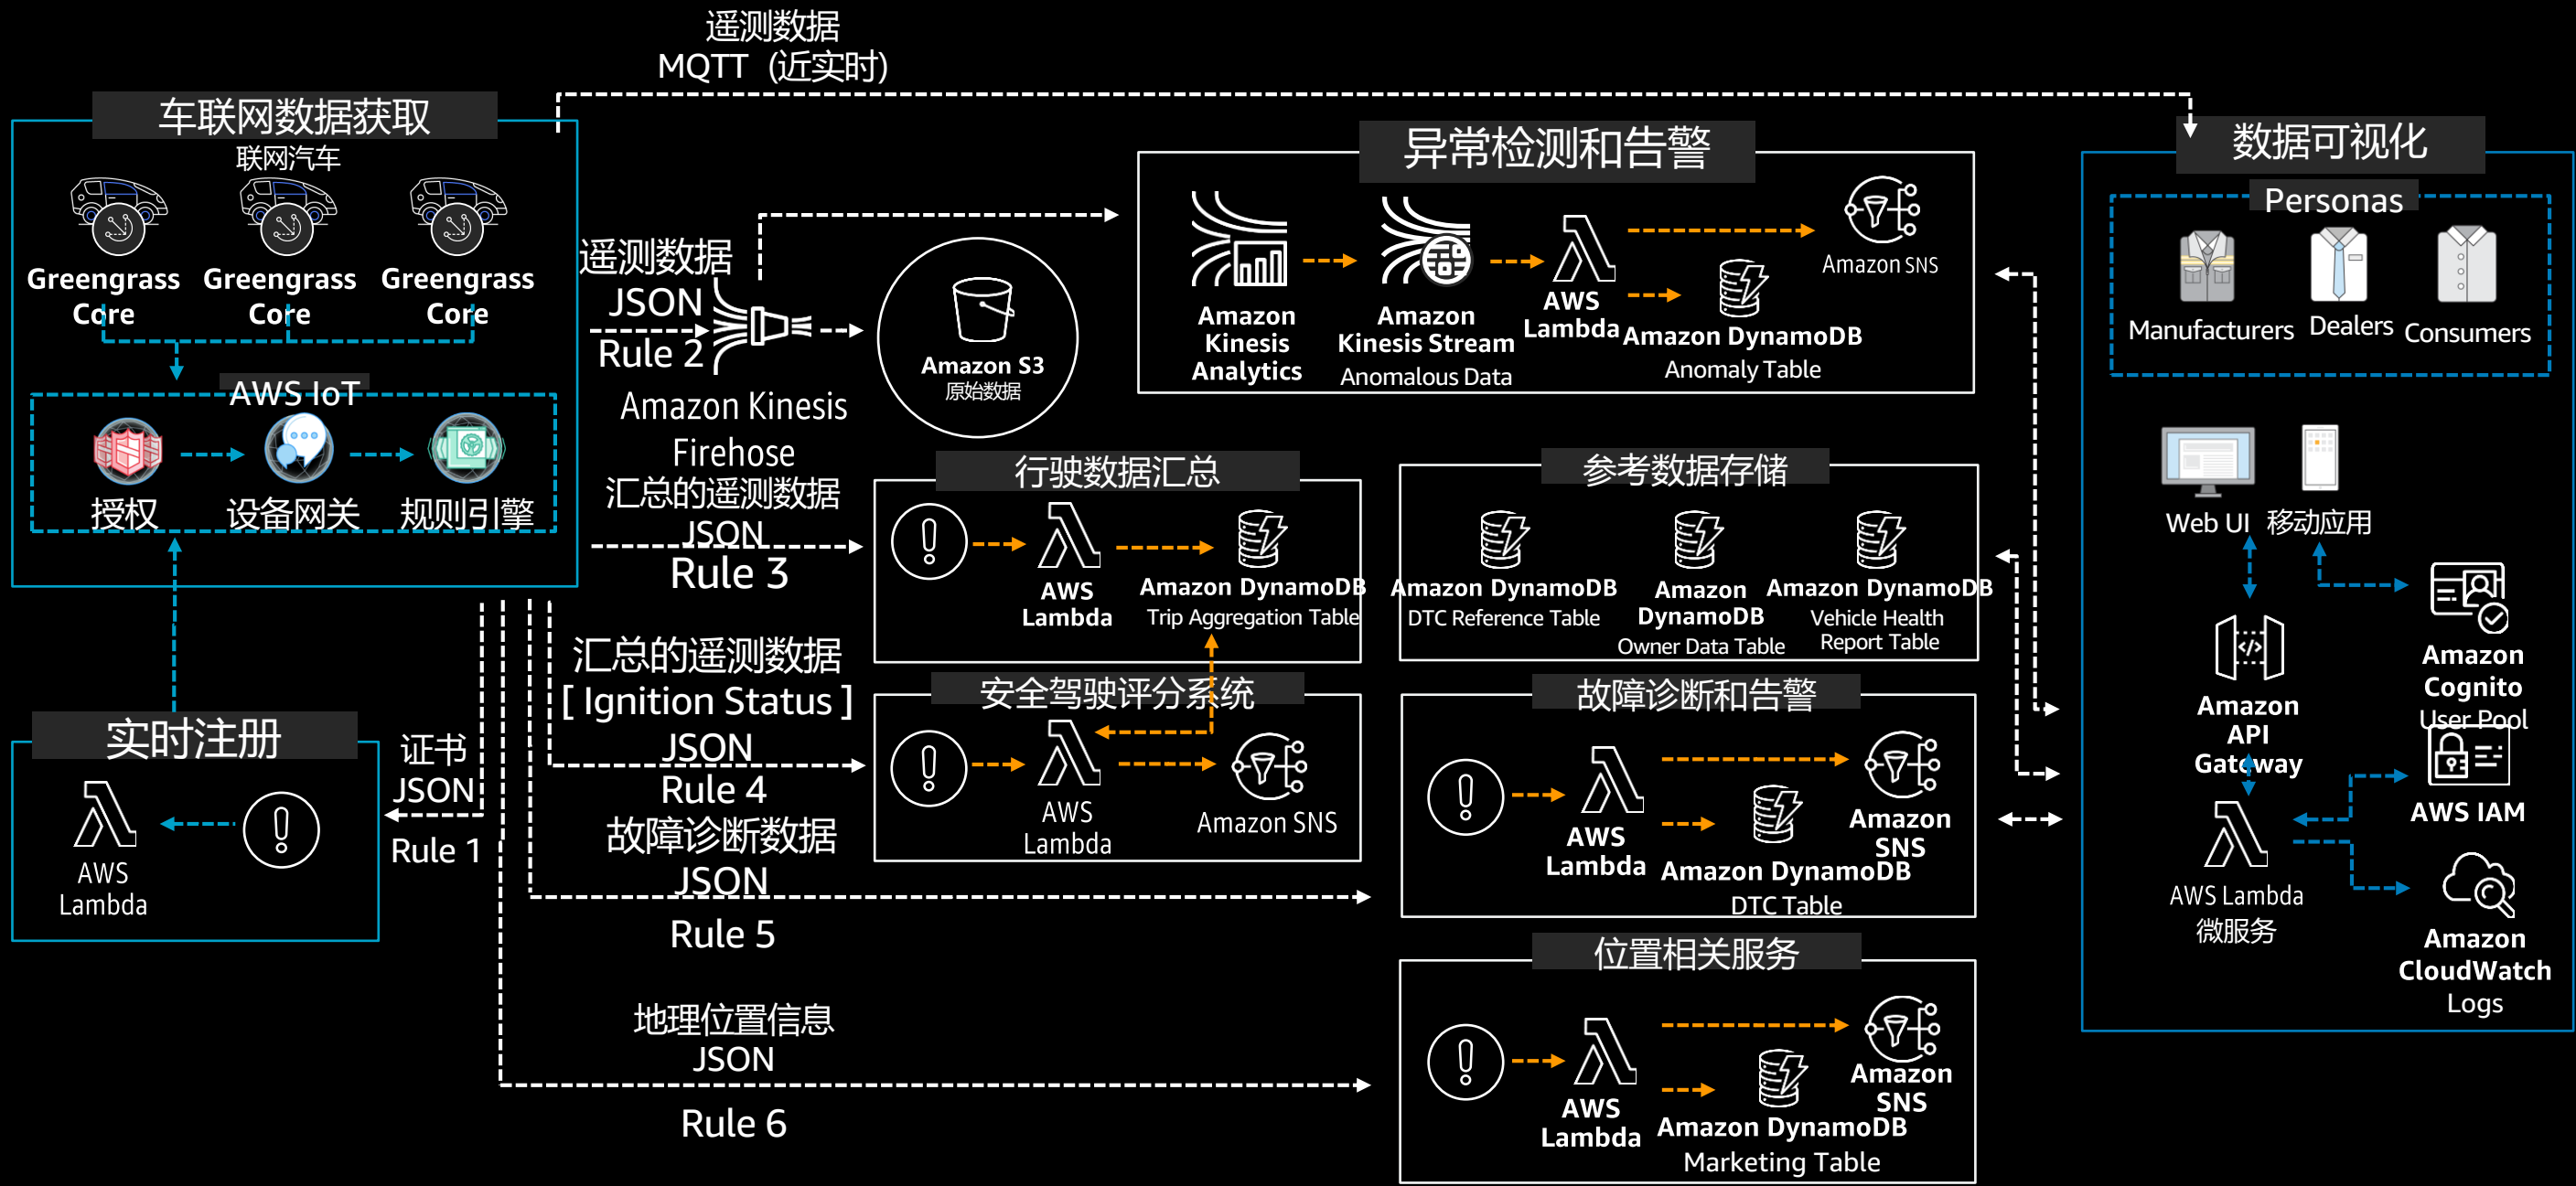 遥测数据
MQTT (近实时)
车联网数据获取
联网汽车
Greengrass
Core
Greengrass
Core
Greengrass
Core
AWS IoT
授权
设备网关
规则引擎
实时注册
AWS
Lambda
证书
JSON
Rule 1
遥测数据
JSON
Rule 2
Amazon Kinesis
Firehose
Amazon S3
原始数据
汇总的遥测数据
JSON
Rule 3
汇总的遥测数据
[ Ignition Status ]
JSON
Rule 4
故障诊断数据
JSON
Rule 5
地理位置信息
JSON
Rule 6
异常检测和告警
Amazon
Kinesis
Analytics
Amazon
Kinesis Stream
Anomalous Data
AWS
Lambda
Amazon DynamoDB
Anomaly Table
Amazon SNS
行驶数据汇总
AWS
Lambda
Amazon DynamoDB
Trip Aggregation Table
安全驾驶评分系统
AWS
Lambda
Amazon SNS
参考数据存储
Amazon DynamoDB
DTC Reference Table
Amazon
DynamoDB
Owner Data Table
Amazon DynamoDB
Vehicle Health
Report Table
故障诊断和告警
AWS
Lambda
Amazon DynamoDB
DTC Table
Amazon
SNS
位置相关服务
AWS
Lambda
Amazon DynamoDB
Marketing Table
Amazon
SNS
数据可视化
Personas
Manufacturers
Dealers
Consumers
Web UI
移动应用
Amazon
API
Gateway
AWS Lambda
微服务
Amazon
Cognito
User Pool
AWS IAM
Amazon
CloudWatch
Logs